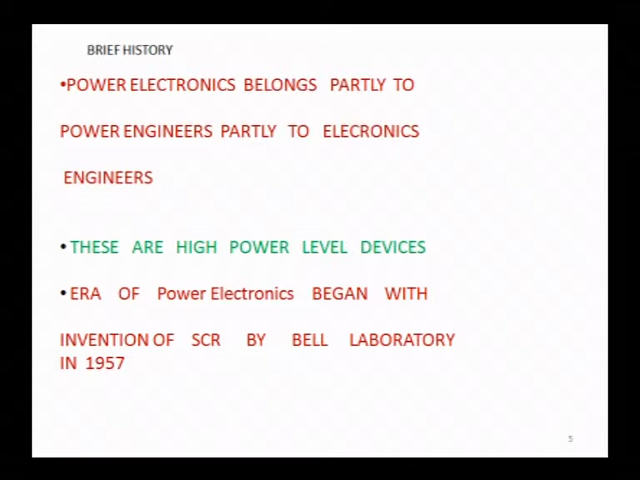 BRIEF HISTORY
•POWER ELECTRONICS BELONGS PARTLY TO
POWER ENGINEERS PARTLY TO ELECRONICS
ENGINEERS
• THESE ARE HIGH POWER LEVEL DEVICES
• ERA OF Power Electronics BEGAN WITH
INVENTION OF SCR BY BELL LABORATORY
IN 1957
5